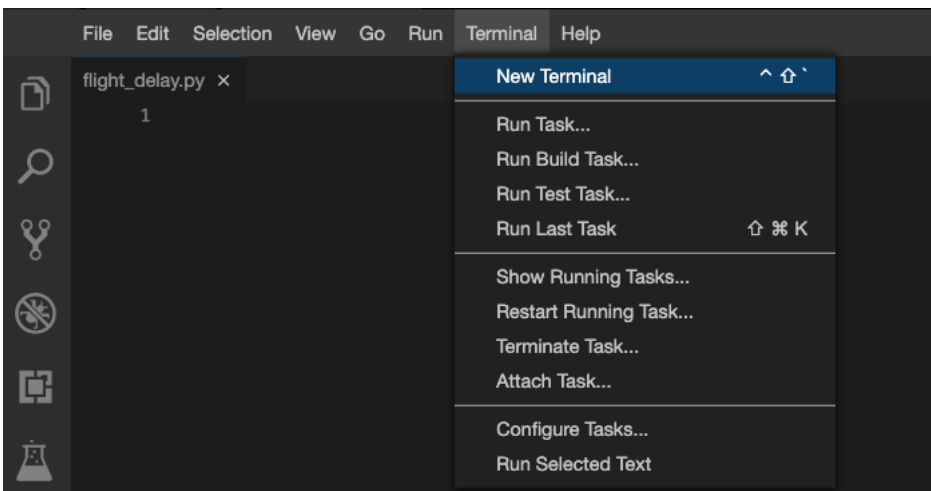 File Edit Selection View Go Run Terminal Help
flight_delay.py ×
1
New Terminal ^ ⇧ `
Run Task...
Run Build Task...
Run Test Task...
Run Last Task ⇧ ⌘ K
Show Running Tasks...
Restart Running Task...
Terminate Task...
Attach Task...
Configure Tasks...
Run Selected Text